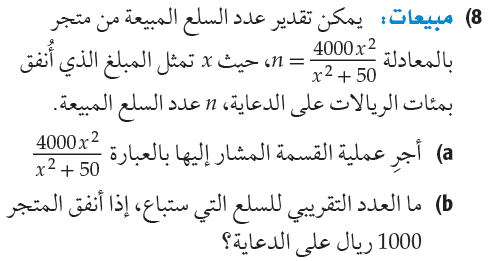 (8 مبيعات: يمكن تقدير عدد السلع المبيعة من متجر
بالمعادلة n = \frac{4000x^2}{x^2 + 50}، حيث x تمثل المبلغ الذي أُنفق
بمئات الريالات على الدعاية، n عدد السلع المبيعة.
(a أجرِ عملية القسمة المشار إليها بالعبارة \frac{4000x^2}{x^2 + 50}
(b ما العدد التقريبي للسلع التي ستباع، إذا أنفق المتجر
1000 ريال على الدعاية؟